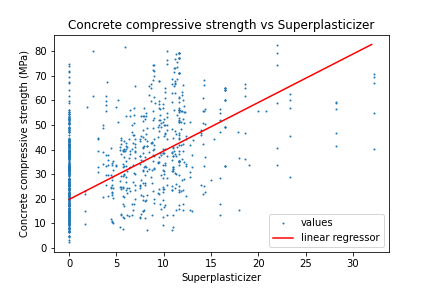 Concrete compressive strength vs Superplasticizer
Concrete compressive strength (MPa)
80
70
60
50
40
30
20
10
0
0 5 10 15 20 25 30
Superplasticizer
values
linear regressor